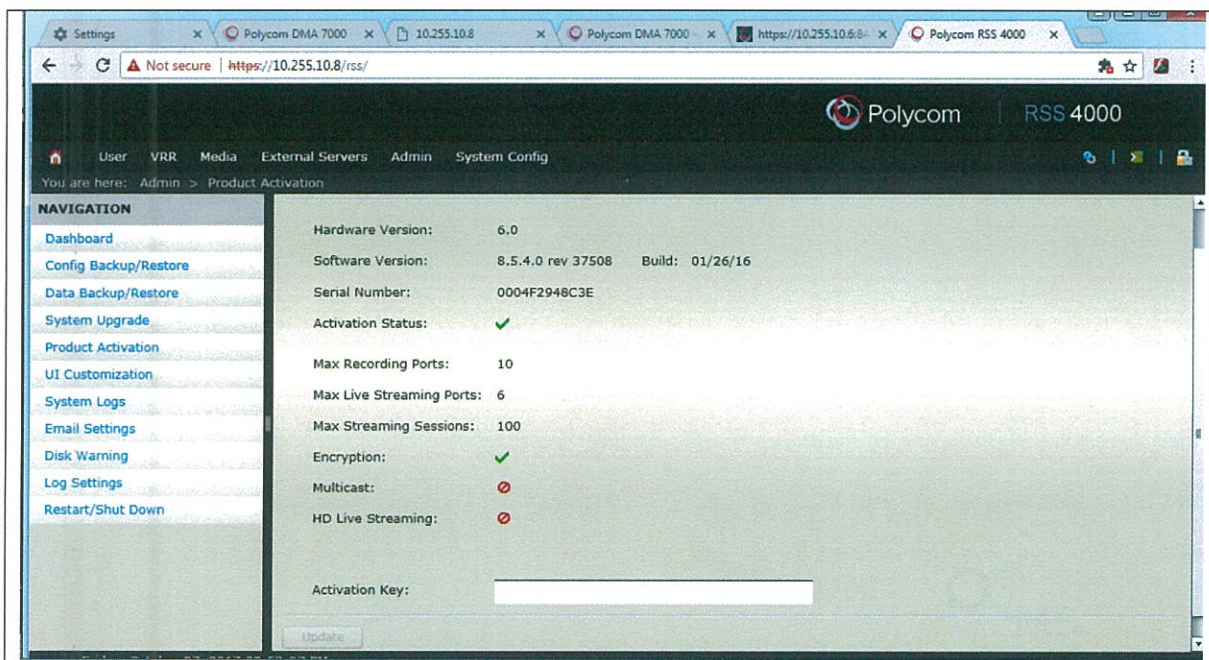 Settings
Polycom DMA 7000
10.255.10.8
Polycom DMA 7000 -
https://10.255.10.6:8
Polycom RSS 4000
Not secure | https://10.255.10.8/rss/
Polycom | RSS 4000
User VRR Media External Servers Admin System Config
You are here: Admin > Product Activation
NAVIGATION
Dashboard
Config Backup/Restore
Data Backup/Restore
System Upgrade
Product Activation
UI Customization
System Logs
Email Settings
Disk Warning
Log Settings
Restart/Shut Down
Hardware Version: 6.0
Software Version: 8.5.4.0 rev 37508 Build: 01/26/16
Serial Number: 0004F2948C3E
Activation Status:
Max Recording Ports: 10
Max Live Streaming Ports: 6
Max Streaming Sessions: 100
Encryption:
Multicast:
HD Live Streaming:
Activation Key:
Update